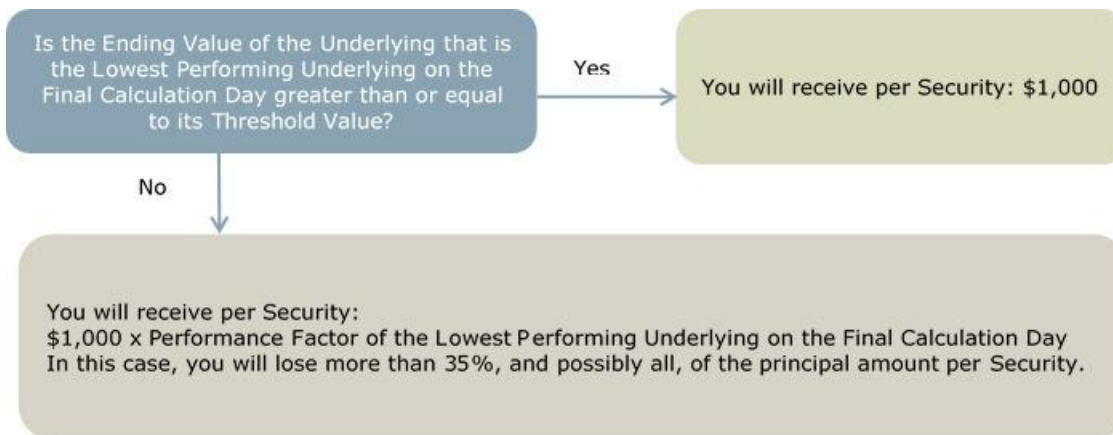 Is the Ending Value of the Underlying that is
the Lowest Performing Underlying on the
Final Calculation Day greater than or equal
to its Threshold Value?
Yes
You will receive per Security: $1,000
No
You will receive per Security:
$1,000 x Performance Factor of the Lowest Performing Underlying on the Final Calculation Day
In this case, you will lose more than 35%, and possibly all, of the principal amount per Security.